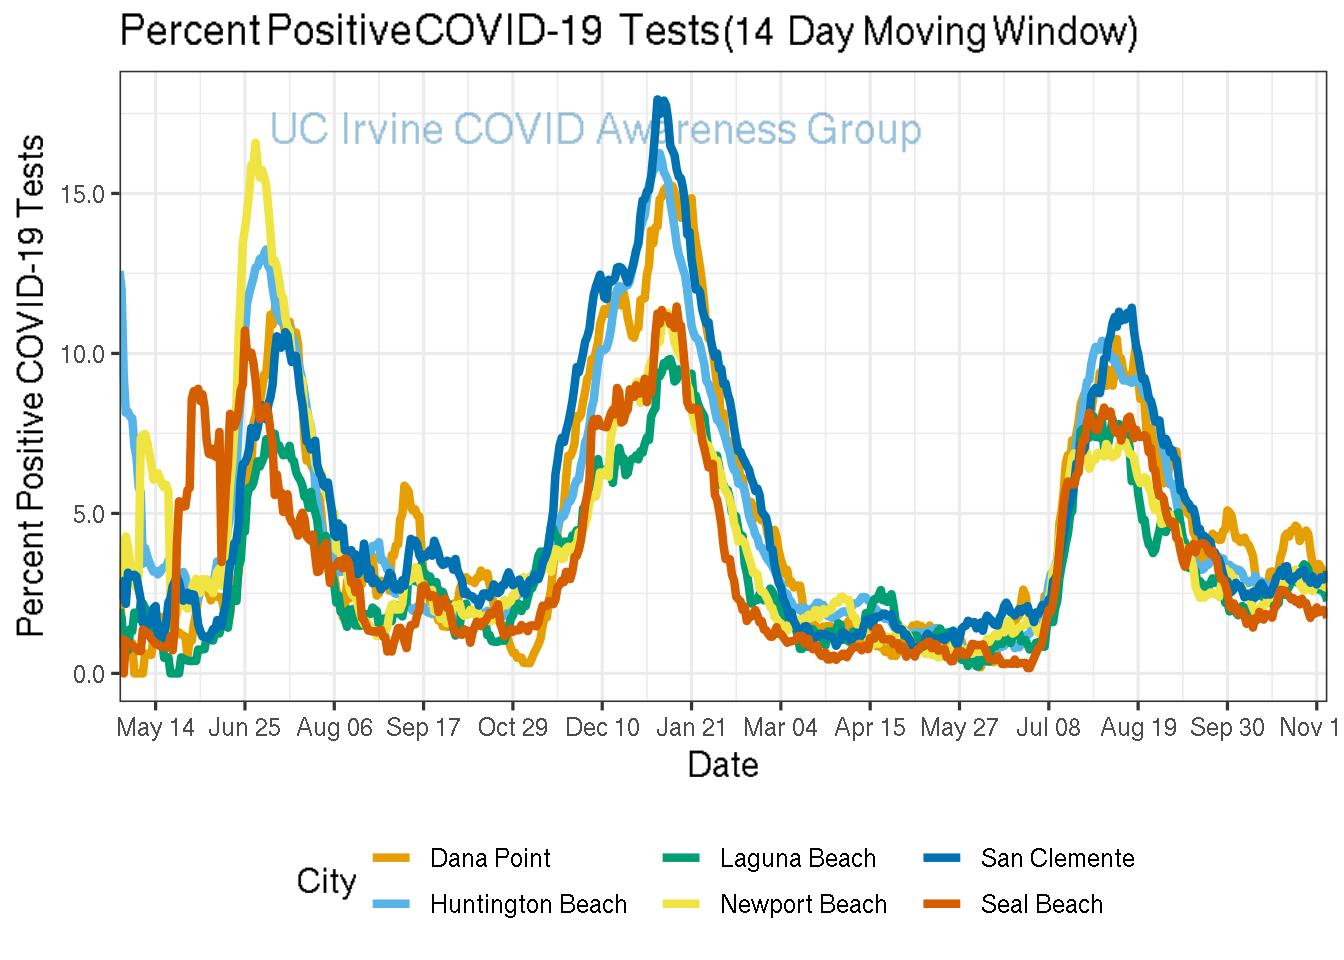 Percent Positive COVID-19 Tests(14 Day Moving Window)
UC Irvine COVID Awareness Group
Percent Positive COVID-19 Tests
15.0
10.0
5.0
0.0
May 14 Jun 25 Aug 06 Sep 17 Oct 29 Dec 10 Jan 21 Mar 04 Apr 15 May 27 Jul 08 Aug 19 Sep 30 Nov 1
Date
City
Dana Point Laguna Beach San Clemente
Huntington Beach Newport Beach Seal Beach